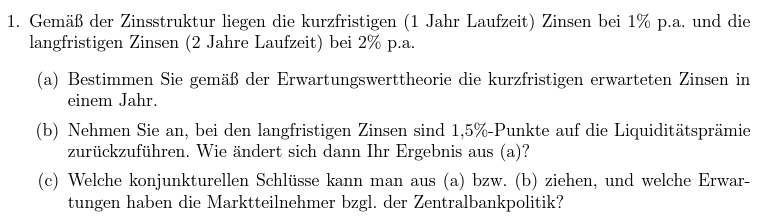 1. Gemäß der Zinsstruktur liegen die kurzfristigen (1 Jahr Laufzeit) Zinsen bei 1% p.a. und die
langfristigen Zinsen (2 Jahre Laufzeit) bei 2% p.a.
(a) Bestimmen Sie gemäß der Erwartungswerttheorie die kurzfristigen erwarteten Zinsen in
einem Jahr.
(b) Nehmen Sie an, bei den langfristigen Zinsen sind 1,5%-Punkte auf die Liquiditätsprämie
zurückzuführen. Wie ändert sich dann Ihr Ergebnis aus (a)?
(c) Welche konjunkturellen Schlüsse kann man aus (a) bzw. (b) ziehen, und welche Erwar-
tungen haben die Marktteilnehmer bzgl. der Zentralbankpolitik?